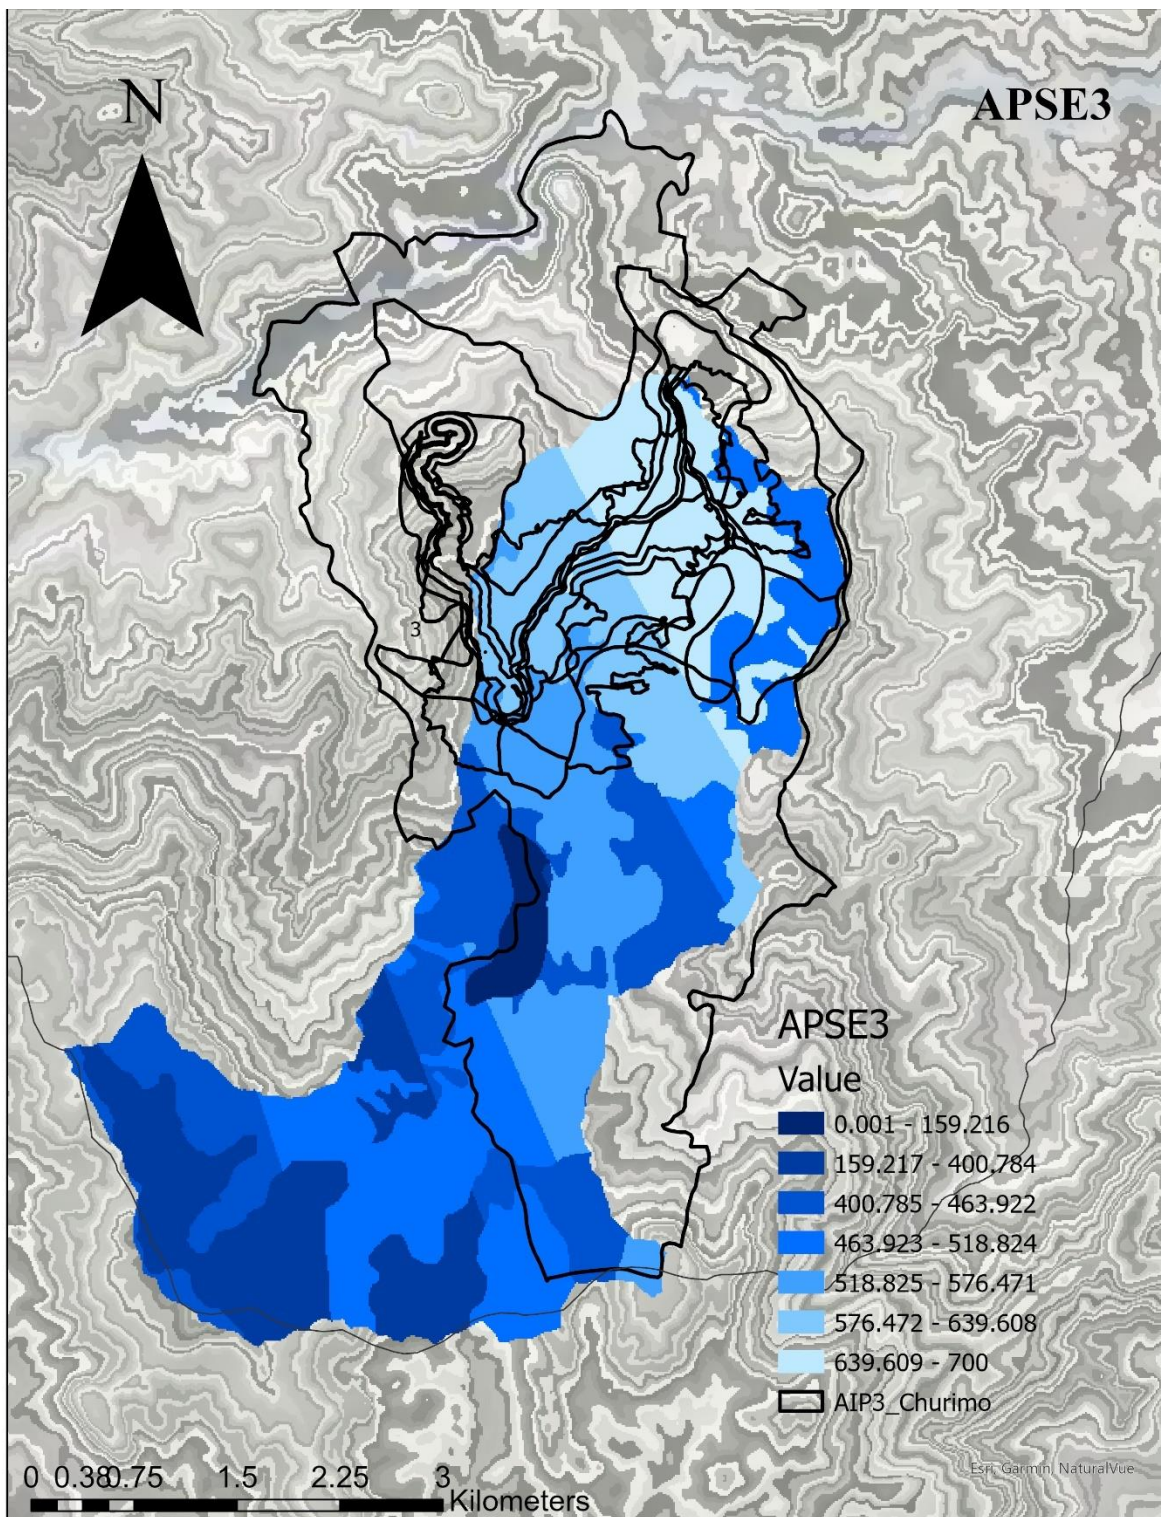 N
APSE3
3
APSE3
Value
0.001 - 159.216
159.217 - 400.784
400.785 - 463.922
463.923 - 518.824
518.825 - 576.471
576.472 - 639.608
639.609 - 700
AIP3_Churimo
Esri, Garmin, NaturalVue
0 0.38 0.75 1.5 2.25 3
Kilometers